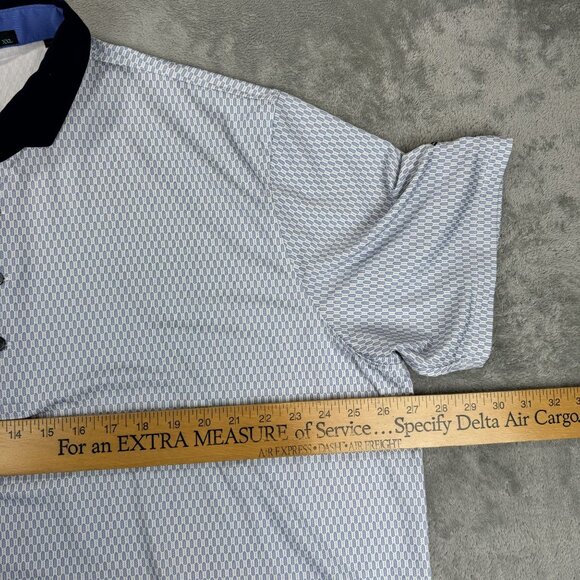 XXL
14 15 16 17 18 19 20 21 22 23 24 25 26 27 28 29 30 31 32
For an EXTRA MEASURE of Service....Specify Delta Air Cargo
AIR EXPRESS • DASH • AIR FREIGHT